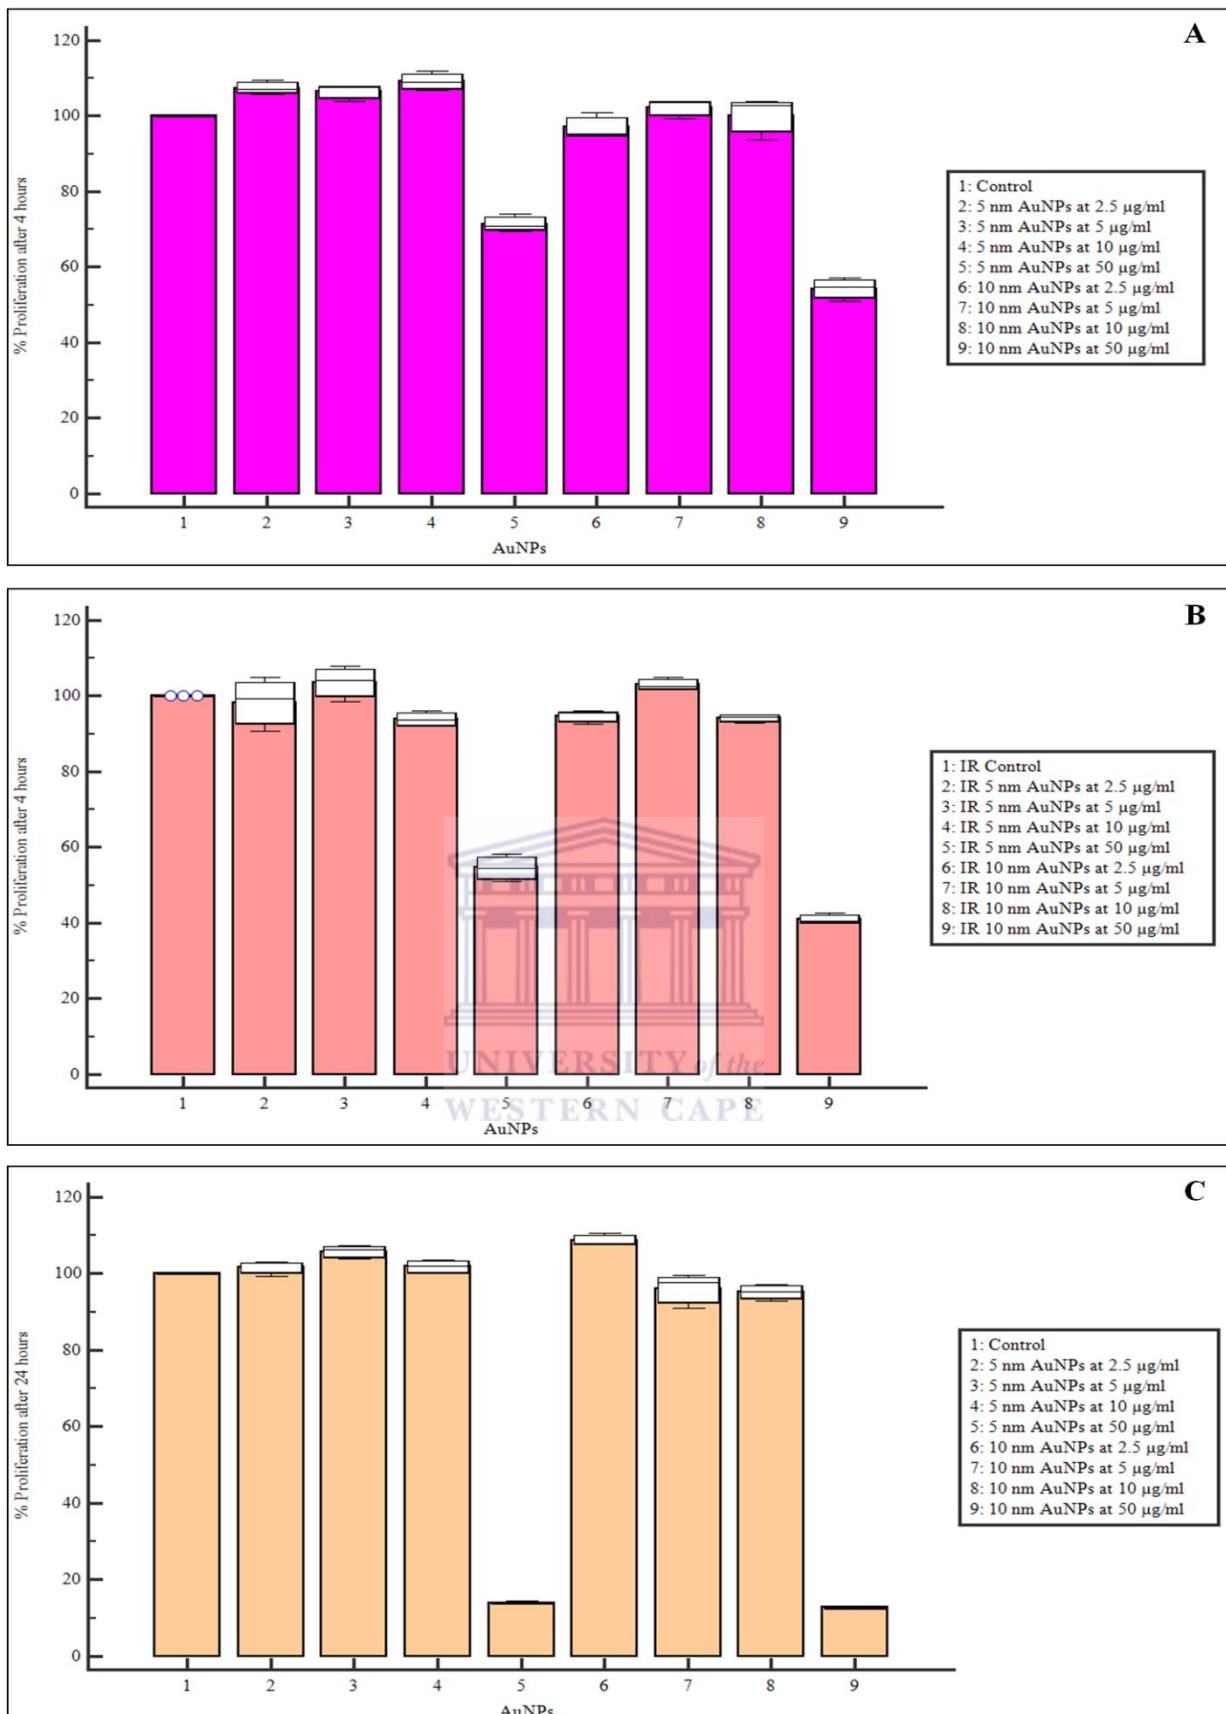 A
120
100
80
60
40
20
0
% Proliferation after 4 hours
1 2 3 4 5 6 7 8 9
AuNPs
1: Control
2: 5 nm AuNPs at 2.5 µg/ml
3: 5 nm AuNPs at 5 µg/ml
4: 5 nm AuNPs at 10 µg/ml
5: 5 nm AuNPs at 50 µg/ml
6: 10 nm AuNPs at 2.5 µg/ml
7: 10 nm AuNPs at 5 µg/ml
8: 10 nm AuNPs at 10 µg/ml
9: 10 nm AuNPs at 50 µg/ml
B
120
100
80
60
40
20
0
% Proliferation after 4 hours
1 2 3 4 5 6 7 8 9
AuNPs
1: IR Control
2: IR 5 nm AuNPs at 2.5 µg/ml
3: IR 5 nm AuNPs at 5 µg/ml
4: IR 5 nm AuNPs at 10 µg/ml
5: IR 5 nm AuNPs at 50 µg/ml
6: IR 10 nm AuNPs at 2.5 µg/ml
7: IR 10 nm AuNPs at 5 µg/ml
8: IR 10 nm AuNPs at 10 µg/ml
9: IR 10 nm AuNPs at 50 µg/ml
UNIVERSITY of the
WESTERN CAPE
C
120
100
80
60
40
20
0
% Proliferation after 24 hours
1 2 3 4 5 6 7 8 9
AuNPs
1: Control
2: 5 nm AuNPs at 2.5 µg/ml
3: 5 nm AuNPs at 5 µg/ml
4: 5 nm AuNPs at 10 µg/ml
5: 5 nm AuNPs at 50 µg/ml
6: 10 nm AuNPs at 2.5 µg/ml
7: 10 nm AuNPs at 5 µg/ml
8: 10 nm AuNPs at 10 µg/ml
9: 10 nm AuNPs at 50 µg/ml